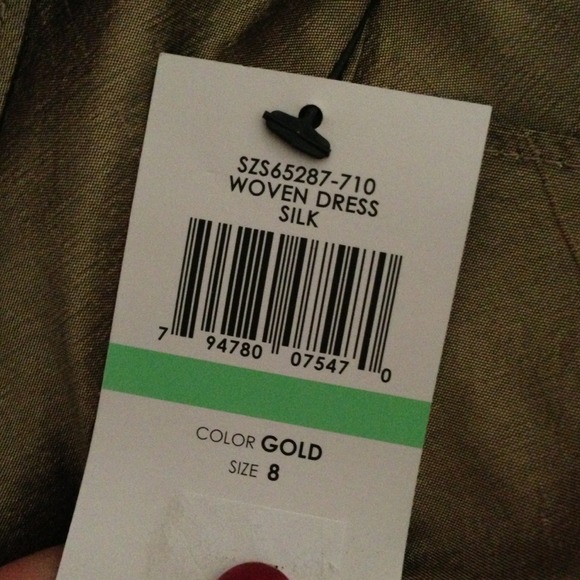 SZS65287-710
WOVEN DRESS
SILK
7 94780 07547 0
COLOR GOLD
SIZE 8